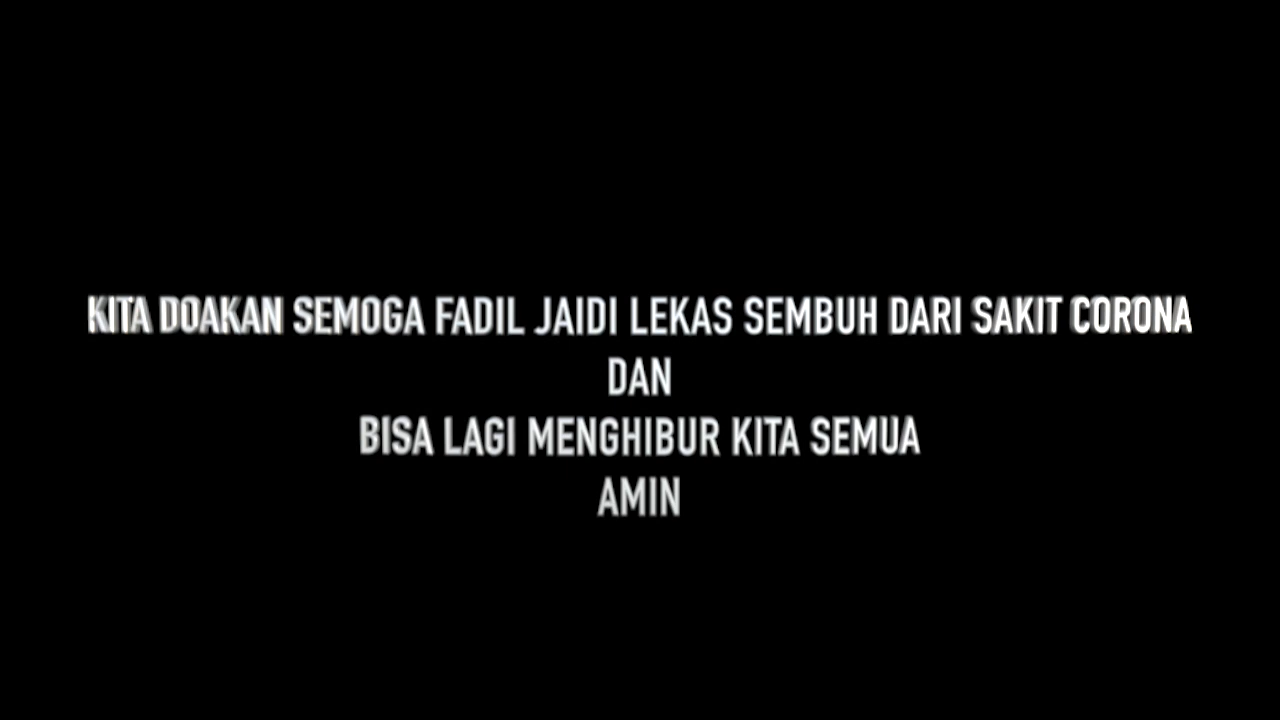 KITA DOAKAN SEMOGA FADIL JAIDI LEKAS SEMBUH DARI SAKIT CORONA
DAN
BISA LAGI MENGHIBUR KITA SEMUA
AMIN